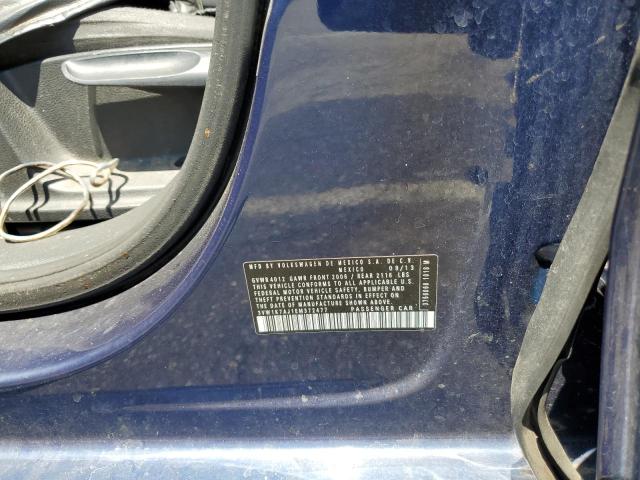 MFD BY VOLKSWAGEN DE MEXICO S.A. DE C.V.
MEXICO 09/13
GVWR 4012 GAWR FRONT 2006 / REAR 2116 LBS
THIS VEHICLE CONFORMS TO ALL APPLICABLE U.S.
FEDERAL MOTOR VEHICLE SAFETY, BUMPER AND
THEFT PREVENTION STANDARDS IN EFFECT ON
THE DATE OF MANUFACTURE SHOWN ABOVE.
PASSENGER CAR